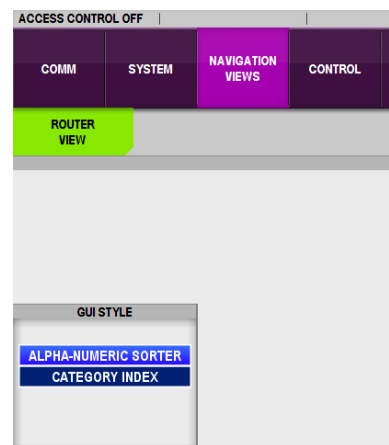 ACCESS CONTROL OFF
COMM
SYSTEM
NAVIGATION
VIEWS
CONTROL
ROUTER
VIEW
GUI STYLE
ALPHA-NUMERIC SORTER
CATEGORY INDEX